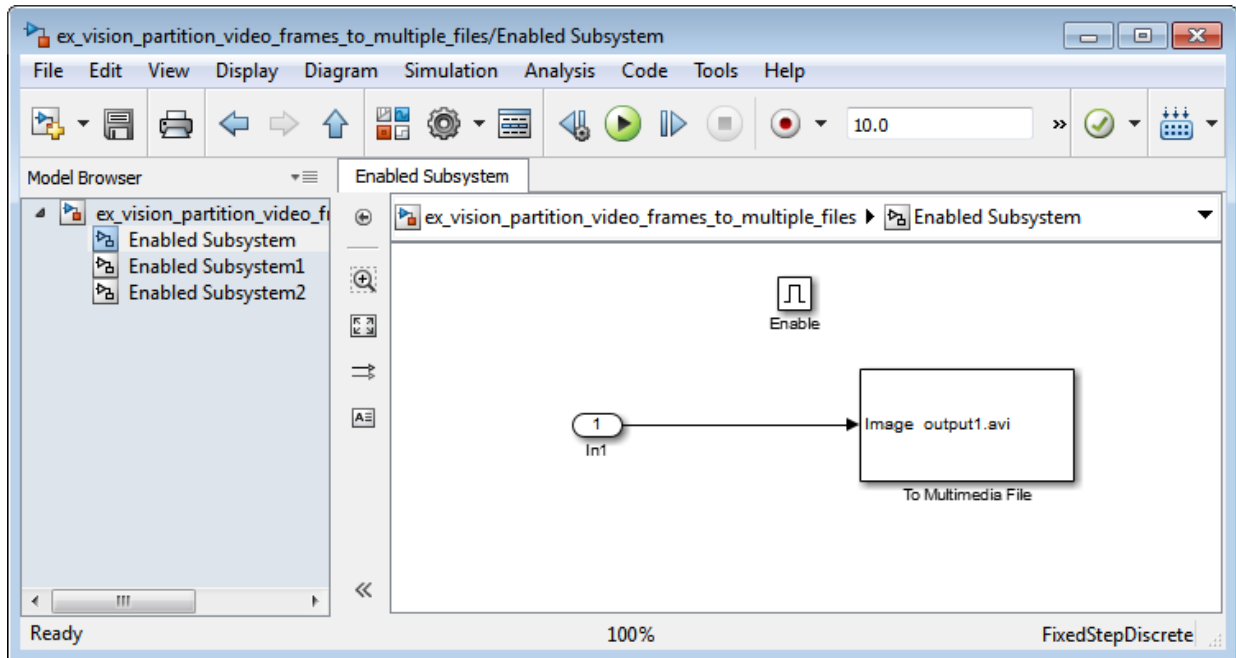 ex_vision_partition_video_frames_to_multiple_files/Enabled Subsystem
File Edit View Display Diagram Simulation Analysis Code Tools Help
10.0 »
Model Browser
Enabled Subsystem
ex_vision_partition_video_fr
Enabled Subsystem
Enabled Subsystem1
Enabled Subsystem2
ex_vision_partition_video_frames_to_multiple_files Enabled Subsystem
Enable
1
In1
Image output1.avi
To Multimedia File
Ready 100% FixedStepDiscrete